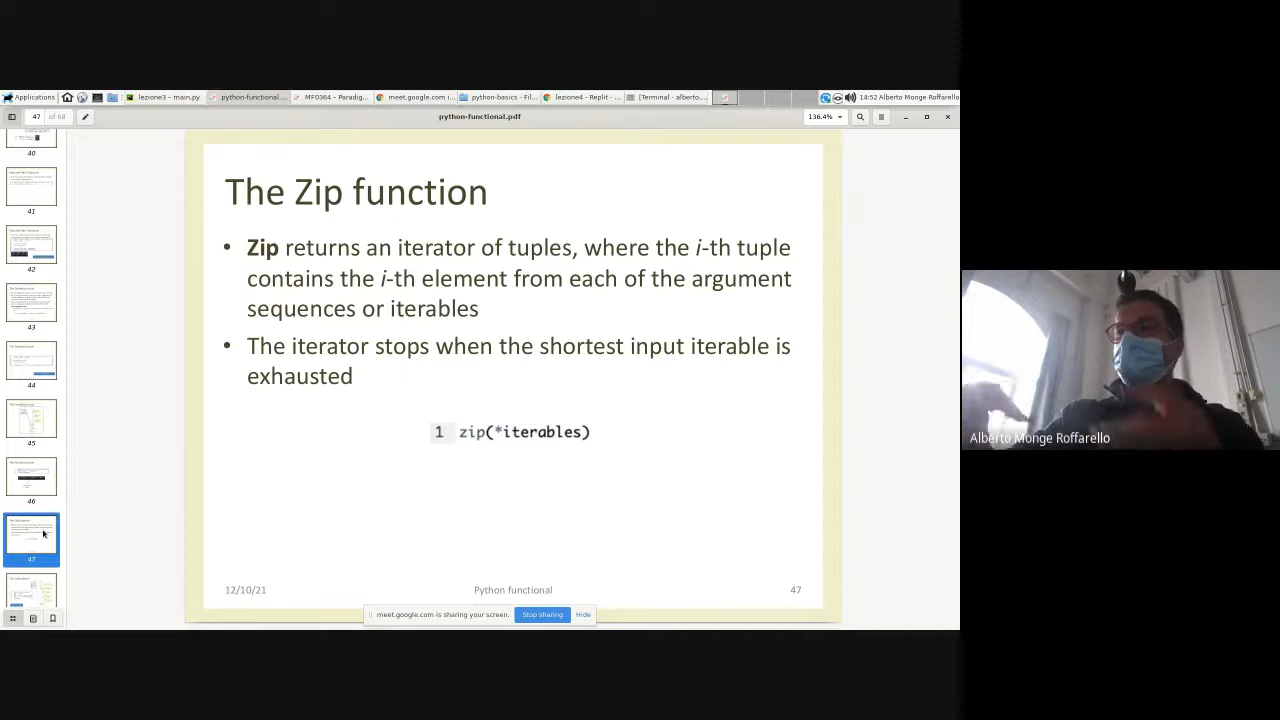 Applications
lezione3 – main.py
python-functional....
MF0364 – Paradig...
meet.google.com i...
python-basics - Fil...
lezione4 - Replit - ...
[Terminal - alberto....
14:52 Alberto Monge Roffarello
47 of 68
python-functional.pdf
136.4%
40
41
42
43
44
45
46
47
The Zip function
• Zip returns an iterator of tuples, where the i-th tuple
contains the i-th element from each of the argument
sequences or iterables
• The iterator stops when the shortest input iterable is
exhausted
1 zip(*iterables)
12/10/21
Python functional
47
meet.google.com is sharing your screen.
Stop sharing
Hide
Alberto Monge Roffarello